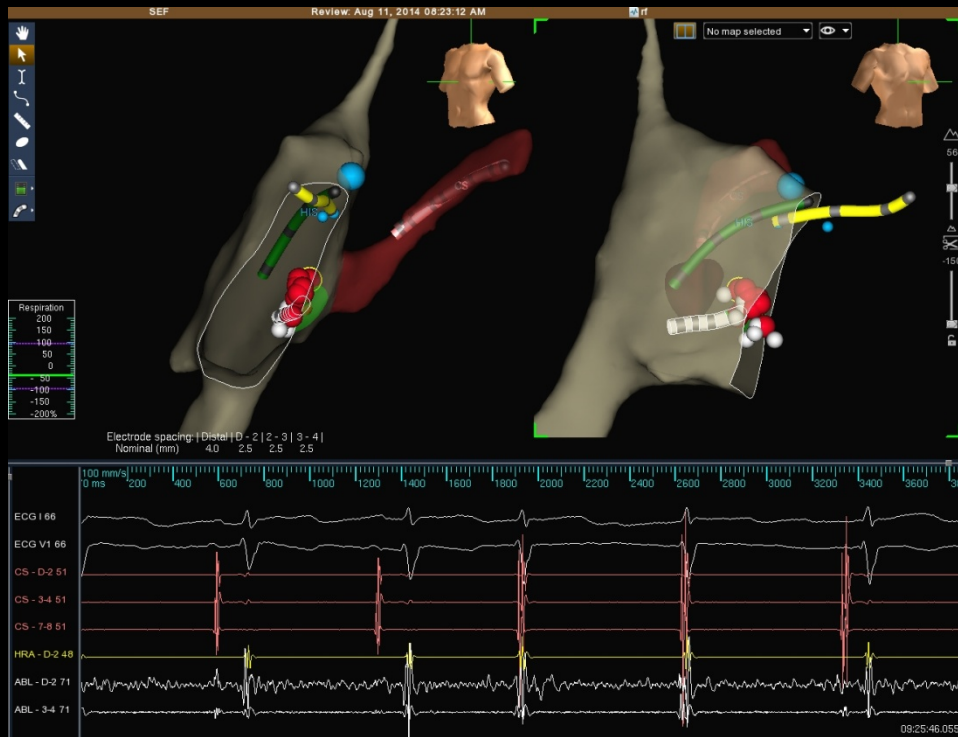 SEF Review: Aug 11, 2014 08:23:12 AM rf
No map selected
HIS
CS
HIS
56
-150
Respiration
200
150
100
50
0
- 50
-100
-150
-200%
Electrode spacing: | Distal | D - 2 | 2 - 3 | 3 - 4 |
Nominal (mm) 4.0 2.5 2.5 2.5
100 mm/s
0 ms 200 400 600 800 1000 1200 1400 1600 1800 2000 2200 2400 2600 2800 3000 3200 3400 3600
ECG I 66
ECG V1 66
CS - D-2 51
CS - 3-4 51
CS - 7-8 51
HRA - D-2 48
ABL - D-2 71
ABL - 3-4 71
09:25:46.055